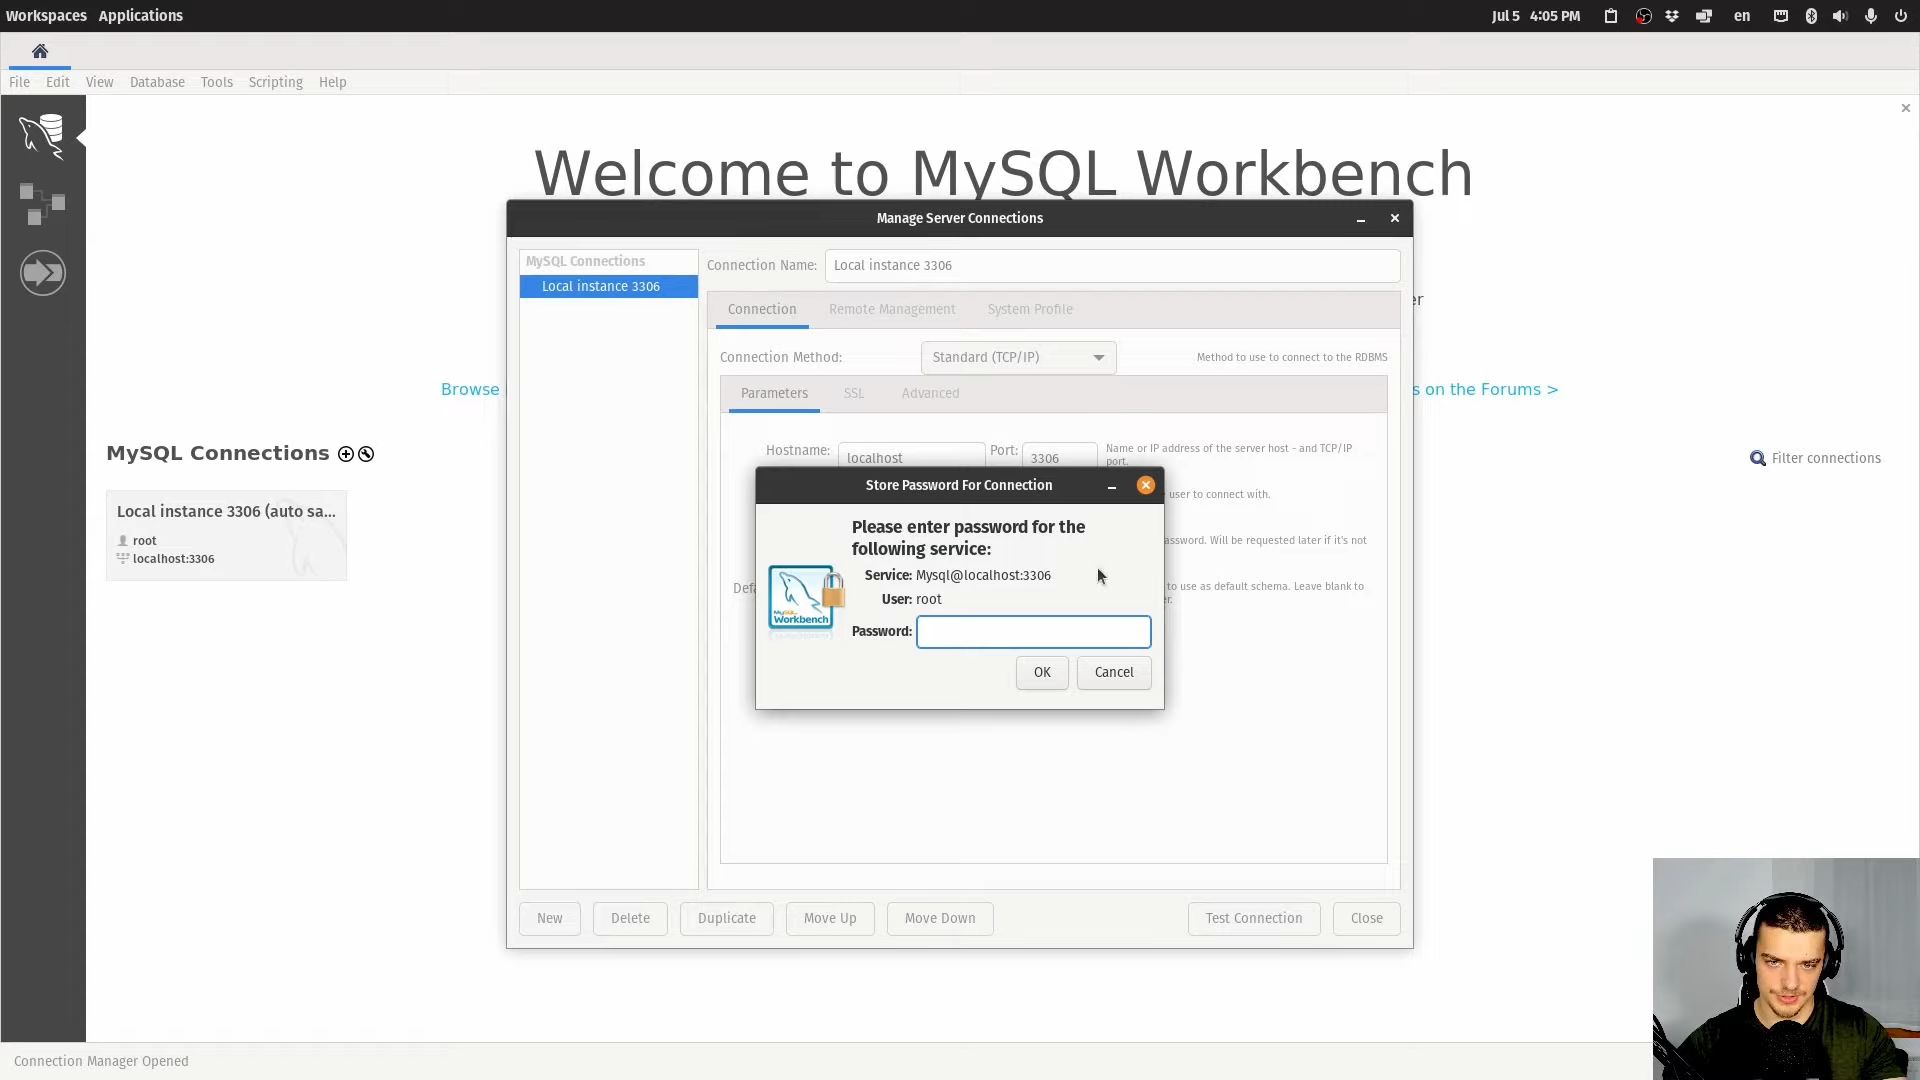 Workspaces Applications
Jul 5 4:05 PM
en
File Edit View Database Tools Scripting Help
Welcome to MySQL Workbench
Manage Server Connections
MySQL Connections
Local instance 3306
Connection Name: Local instance 3306
Connection Remote Management System Profile
er
Connection Method: Standard (TCP/IP) Method to use to connect to the RDBMS
Browse
s on the Forums >
Parameters SSL Advanced
Hostname: localhost Port: 3306 Name or IP address of the server host - and TCP/IP
port.
MySQL Connections
Filter connections
Store Password For Connection
user to connect with.
Local instance 3306 (auto sa...
root
localhost:3306
Please enter password for the
following service:
Service: Mysql@localhost:3306
User: root
Password:
MySQL
Workbench
OK Cancel
assword. Will be requested later if it's not
Defa
to use as default schema. Leave blank to
er.
New Delete Duplicate Move Up Move Down Test Connection Close
Connection Manager Opened